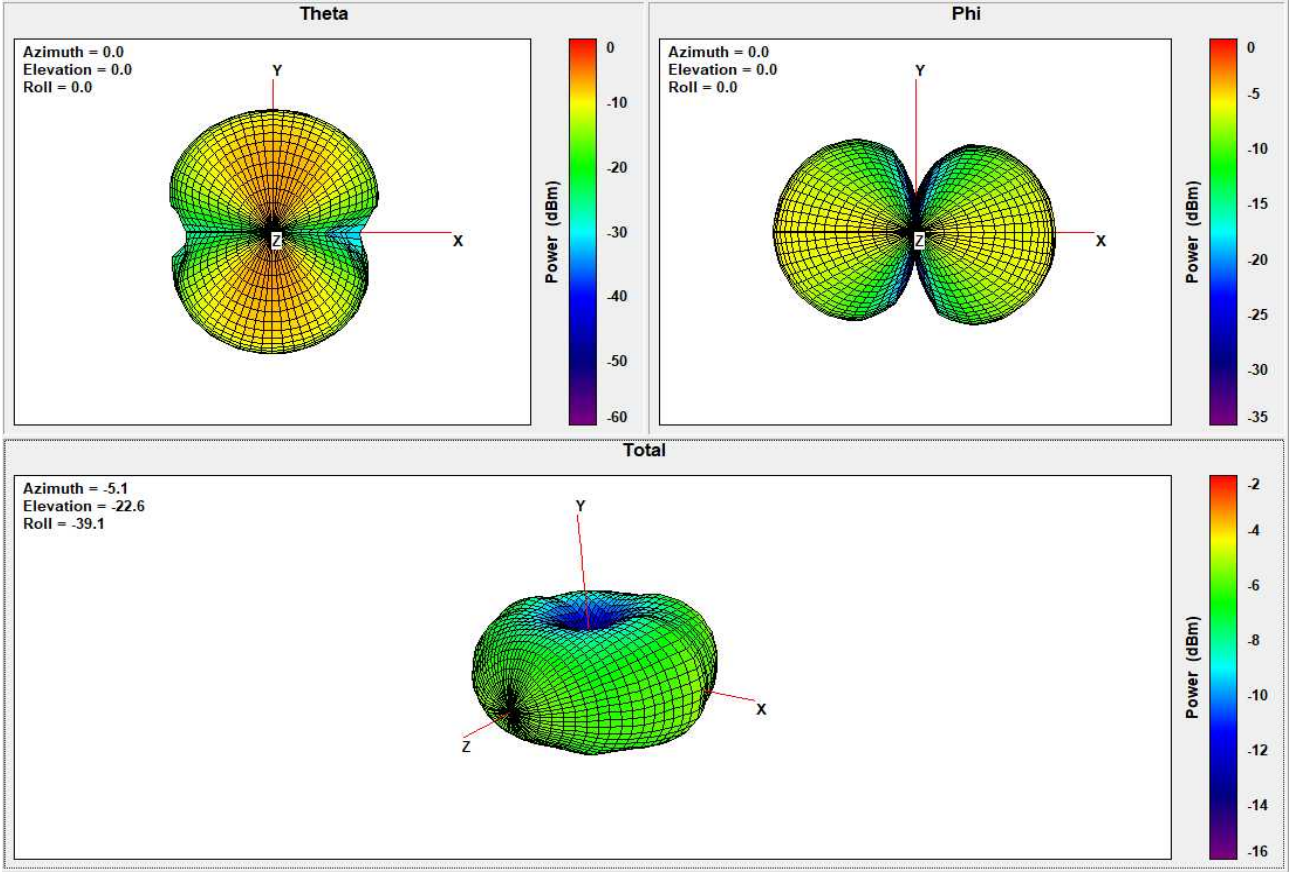 Theta
Azimuth = 0.0
Elevation = 0.0
Roll = 0.0
Y
X
Z
0
-10
-20
-30
-40
-50
-60
Power (dBm)
Phi
Azimuth = 0.0
Elevation = 0.0
Roll = 0.0
Y
X
Z
0
-5
-10
-15
-20
-25
-30
-35
Power (dBm)
Total
Azimuth = -5.1
Elevation = -22.6
Roll = -39.1
Y
X
Z
-2
-4
-6
-8
-10
-12
-14
-16
Power (dBm)